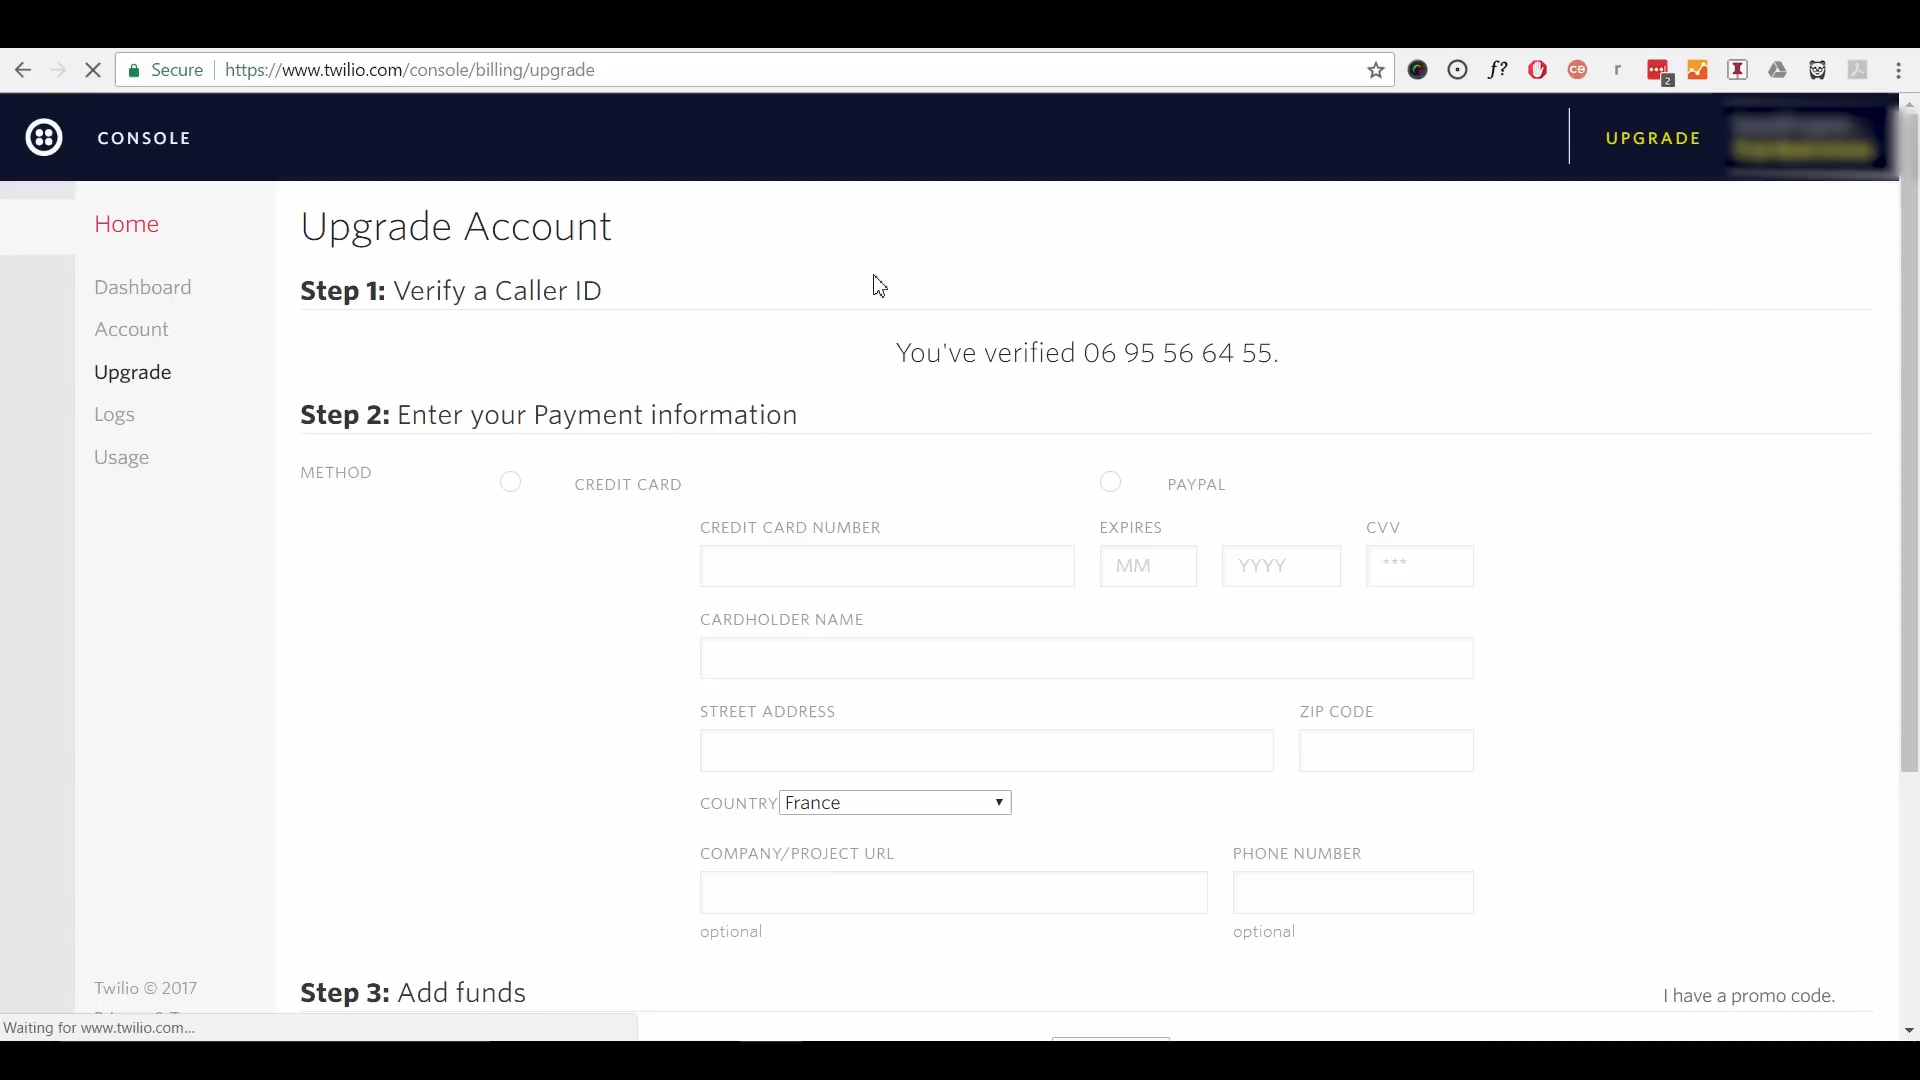 Secure https://www.twilio.com/console/billing/upgrade
f? r 2
CONSOLE
UPGRADE
Home
Dashboard
Account
Upgrade
Logs
Usage
Twilio © 2017
Upgrade Account
Step 1: Verify a Caller ID
You've verified 06 95 56 64 55.
Step 2: Enter your Payment information
METHOD
CREDIT CARD
PAYPAL
CREDIT CARD NUMBER
EXPIRES
CVV
MM
YYYY
***
CARDHOLDER NAME
STREET ADDRESS
ZIP CODE
COUNTRY France
COMPANY/PROJECT URL
PHONE NUMBER
optional
optional
Step 3: Add funds
I have a promo code.
Waiting for www.twilio.com...